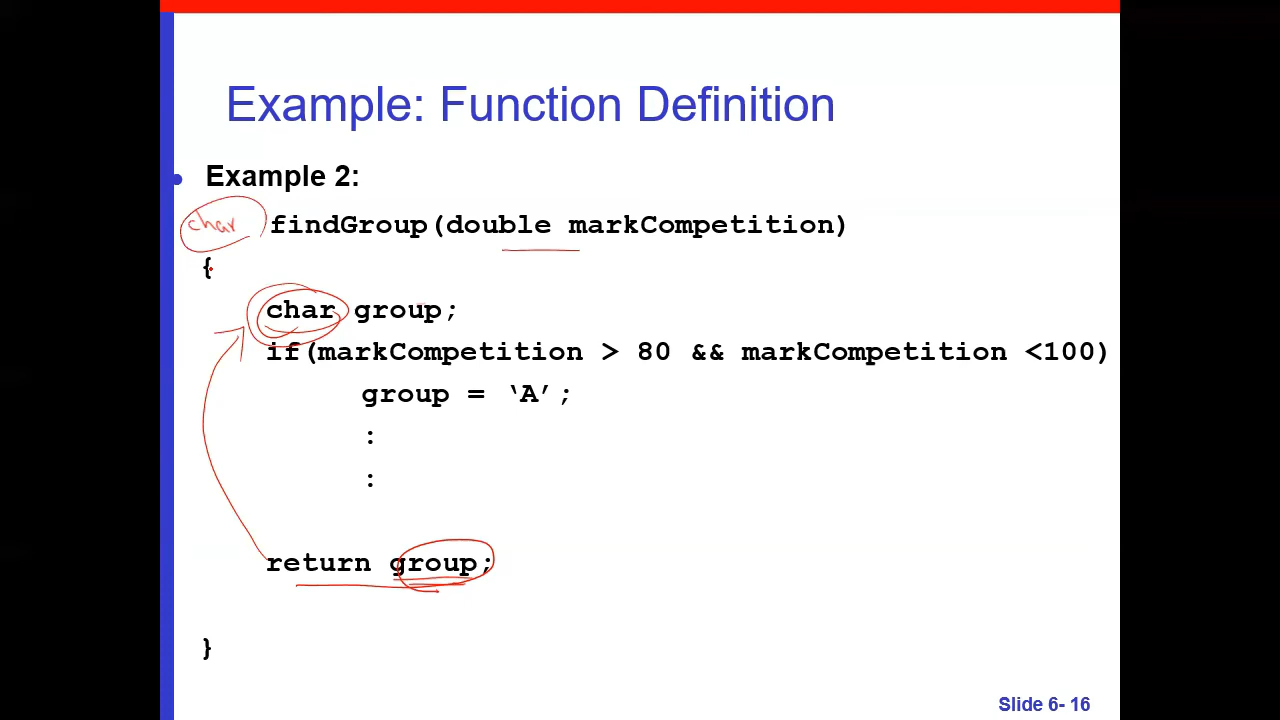 Example: Function Definition
• Example 2:
char findGroup(double markCompetition)
{
char group;
if(markCompetition > 80 && markCompetition <100)
group = ‘A’;
:
:
return group;
}
Slide 6- 16